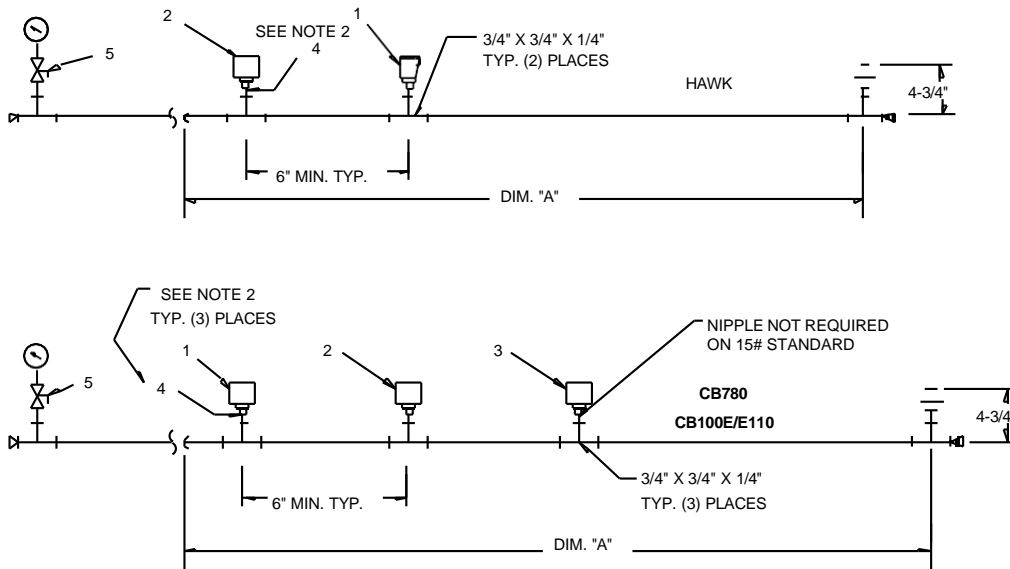 2
SEE NOTE 2
4
1
3/4" X 3/4" X 1/4"
TYP. (2) PLACES
5
HAWK
4-3/4"
6" MIN. TYP.
DIM. "A"
SEE NOTE 2
TYP. (3) PLACES
NIPPLE NOT REQUIRED
ON 15# STANDARD
1
2
3
5
4
CB780
CB100E/E110
4-3/4"
3/4" X 3/4" X 1/4"
TYP. (3) PLACES
6" MIN. TYP.
DIM. "A"